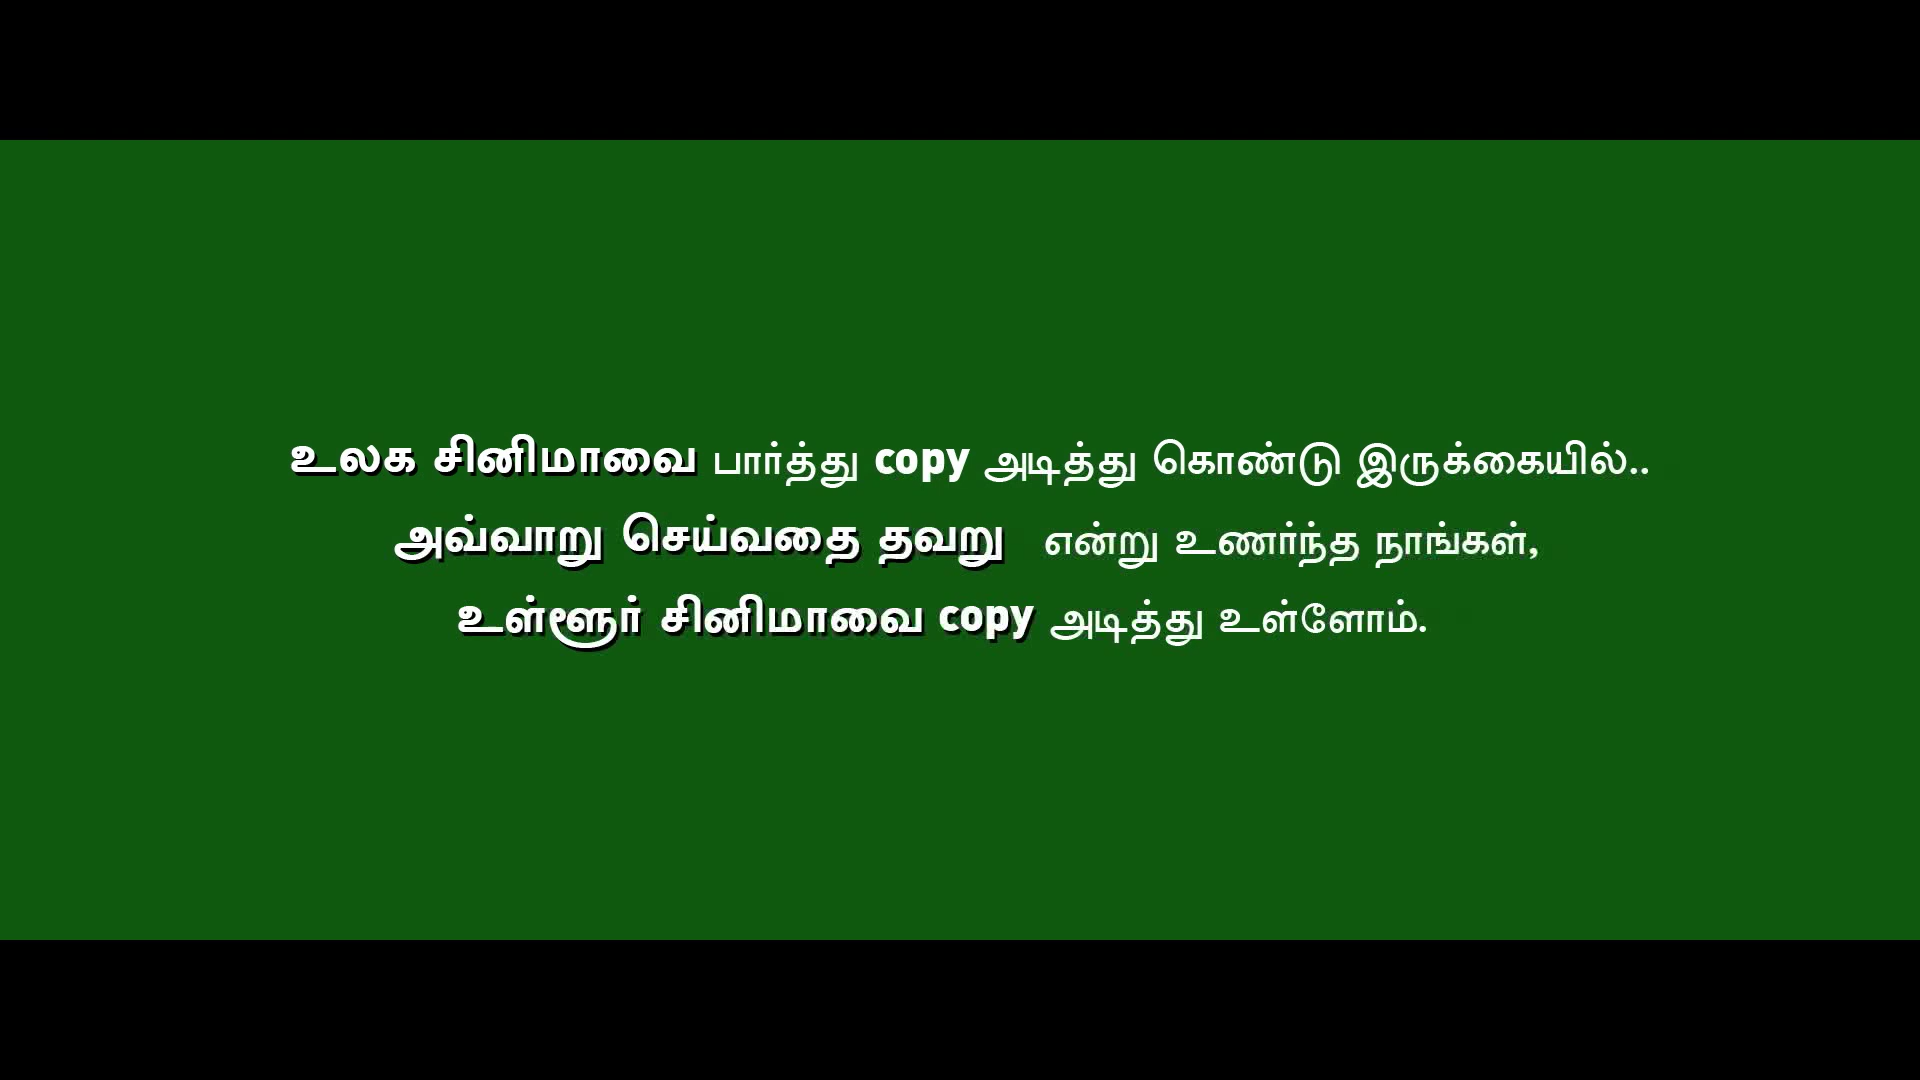 உலக சினிமாவை பார்த்து copy அடித்து கொண்டு இருக்கையில்..
அவ்வாறு செய்வதை தவறு என்று உணர்ந்த நாங்கள்,
உள்ளூர் சினிமாவை copy அடித்து உள்ளோம்.